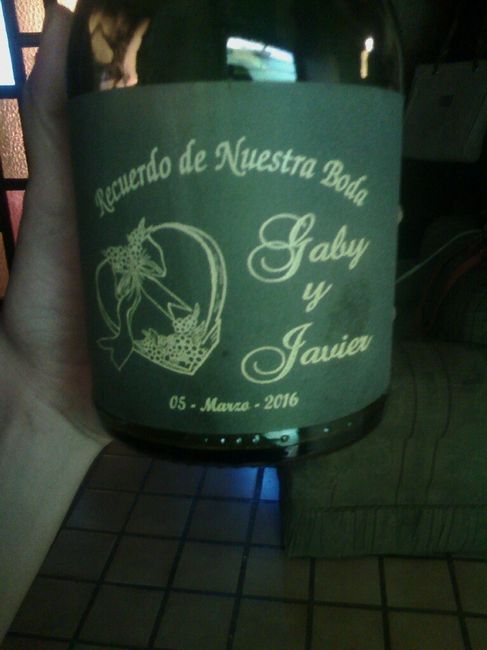 Recuerdo de Nuestra Boda
Gaby
y
Javier
05 - Marzo - 2016